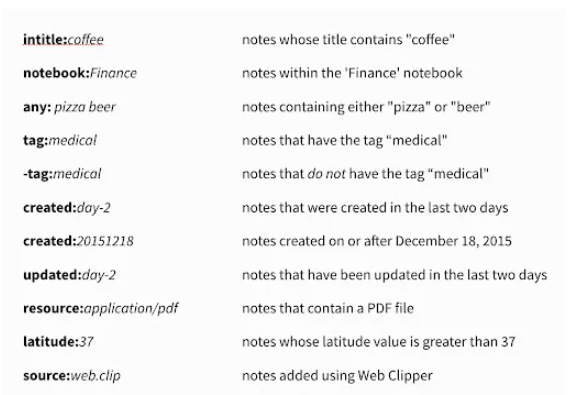 intitle:coffee notes whose title contains "coffee"
notebook:Finance notes within the 'Finance' notebook
any: pizza beer notes containing either "pizza" or "beer"
tag:medical notes that have the tag “medical"
-tag:medical notes that do not have the tag “medical"
created:day-2 notes that were created in the last two days
created:20151218 notes created on or after December 18, 2015
updated:day-2 notes that have been updated in the last two days
resource:application/pdf notes that contain a PDF file
latitude:37 notes whose latitude value is greater than 37
source:web.clip notes added using Web Clipper